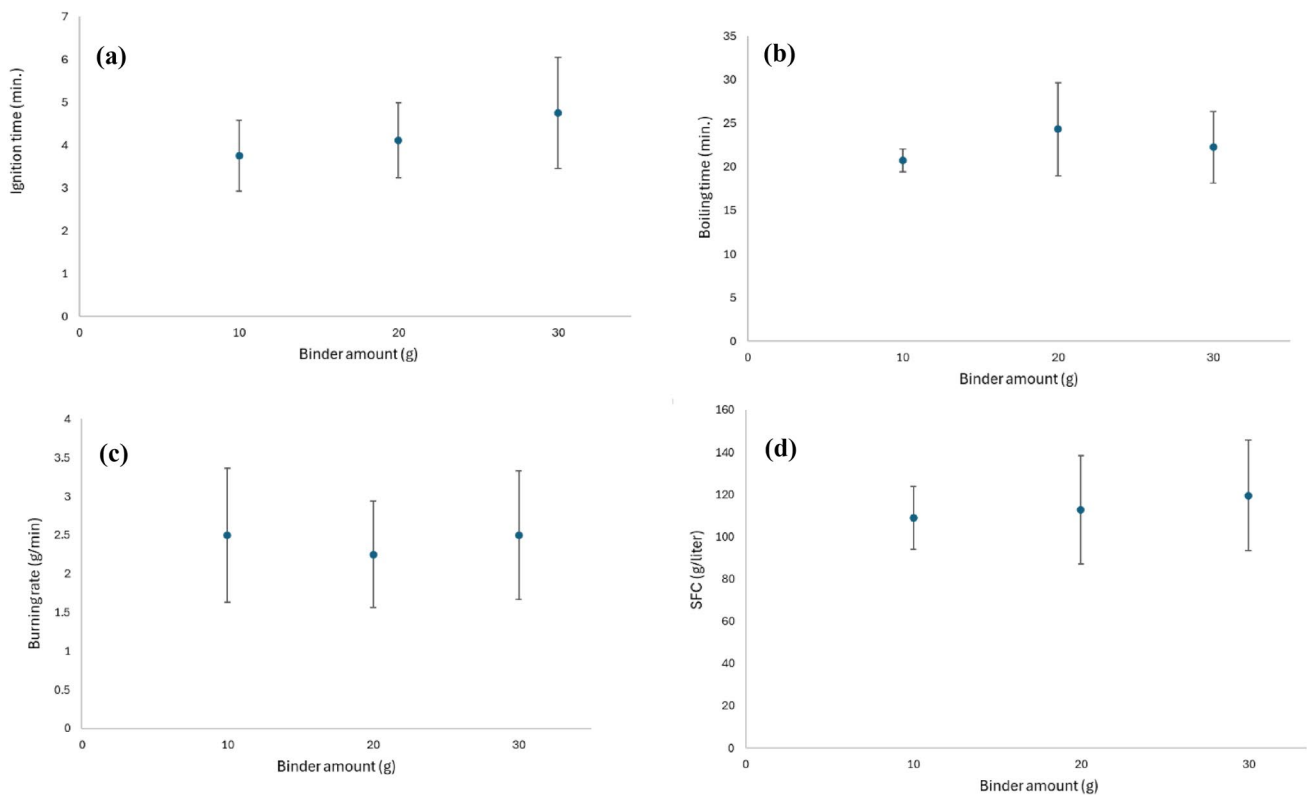 (a)
Ignition time (min.)
7
6
5
4
3
2
1
0
0 10 20 30
Binder amount (g)
(b)
Boiling time (min.)
35
30
25
20
15
10
5
0
0 10 20 30
Binder amount (g)
(c)
Burning rate (g/min)
4
3.5
3
2.5
2
1.5
1
0.5
0
0 10 20 30
Binder amount (g)
(d)
SFC (g/liter)
160
140
120
100
80
60
40
20
0
0 10 20 30
Binder amount (g)